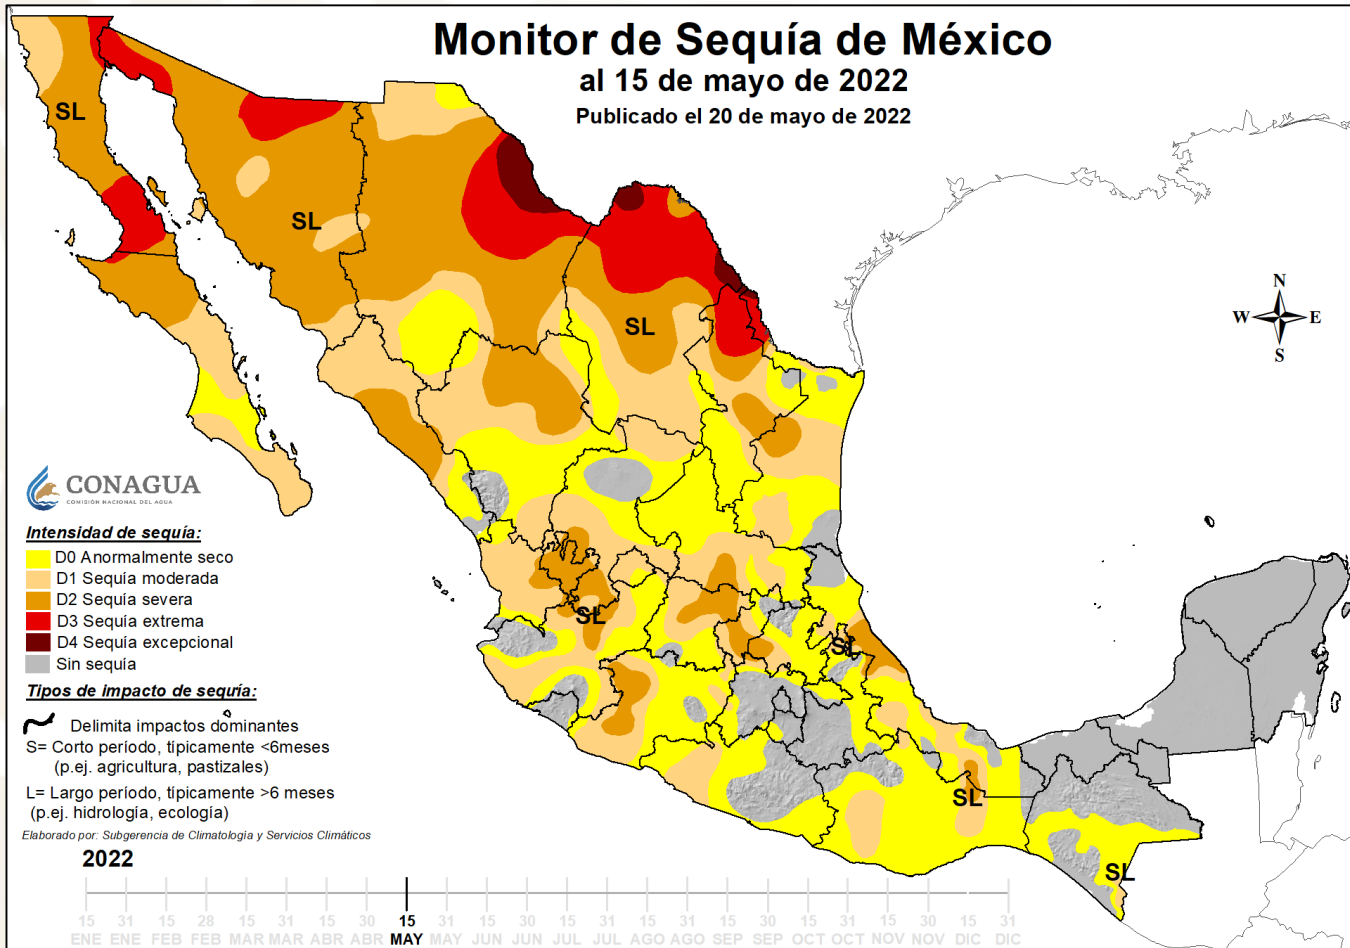 Monitor de Sequía de México
al 15 de mayo de 2022
Publicado el 20 de mayo de 2022
SL
SL
SL
SL
SL
SL
SL
N
W E
S
CONAGUA
COMISIÓN NACIONAL DEL AGUA
Intensidad de sequía:
D0 Anormalmente seco
D1 Sequía moderada
D2 Sequía severa
D3 Sequía extrema
D4 Sequía excepcional
Sin sequía
Tipos de impacto de sequía:
Delimita impactos dominantes
S= Corto período, típicamente <6meses
(p.ej. agricultura, pastizales)
L= Largo período, típicamente >6 meses
(p.ej. hidrología, ecología)
Elaborado por: Subgerencia de Climatología y Servicios Climáticos
2022
15 31 15 28 15 31 15 30 15 31 15 30 15 31 15 31 15 30 15 31 15 30 15 31
ENE ENE FEB FEB MAR MAR ABR ABR MAY MAY JUN JUN JUL JUL AGO AGO SEP SEP OCT OCT NOV NOV DIC DIC